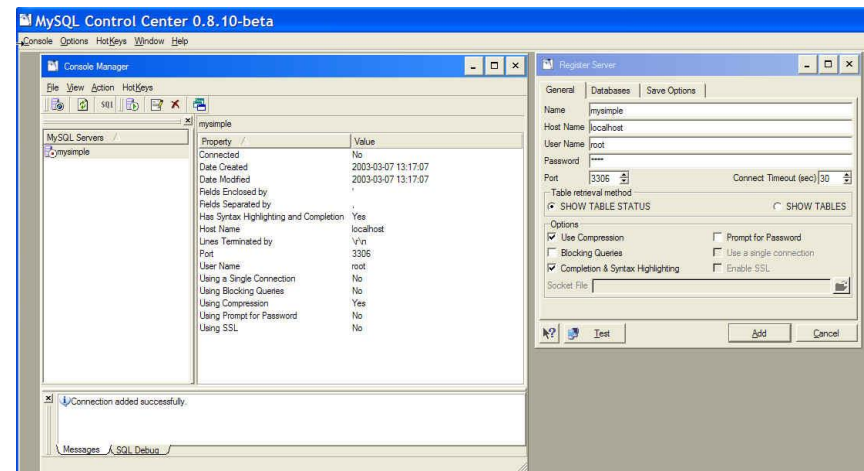 MySQL Control Center 0.8.10-beta
Console Options HotKeys Window Help
Console Manager
File View Action HotKeys
SQL
MySQL Servers
mysimple
mysimple
Property Value
Connected No
Date Created 2003-03-07 13:17:07
Date Modified 2003-03-07 13:17:07
Fields Enclosed by '
Fields Separated by ,
Has Syntax Highlighting and Completion Yes
Host Name localhost
Lines Terminated by \r\n
Port 3306
User Name root
Using a Single Connection No
Using Blocking Queries No
Using Compression Yes
Using Prompt for Password No
Using SSL No
Connection added successfully.
Messages SQL Debug
Register Server
General Databases Save Options
Name mysimple
Host Name localhost
User Name root
Password ****
Port 3306 Connect Timeout (sec) 30
Table retrieval method
SHOW TABLE STATUS SHOW TABLES
Options
Use Compression Prompt for Password
Blocking Queries Use a single connection
Completion & Syntax Highlighting Enable SSL
Socket File
Test Add Cancel